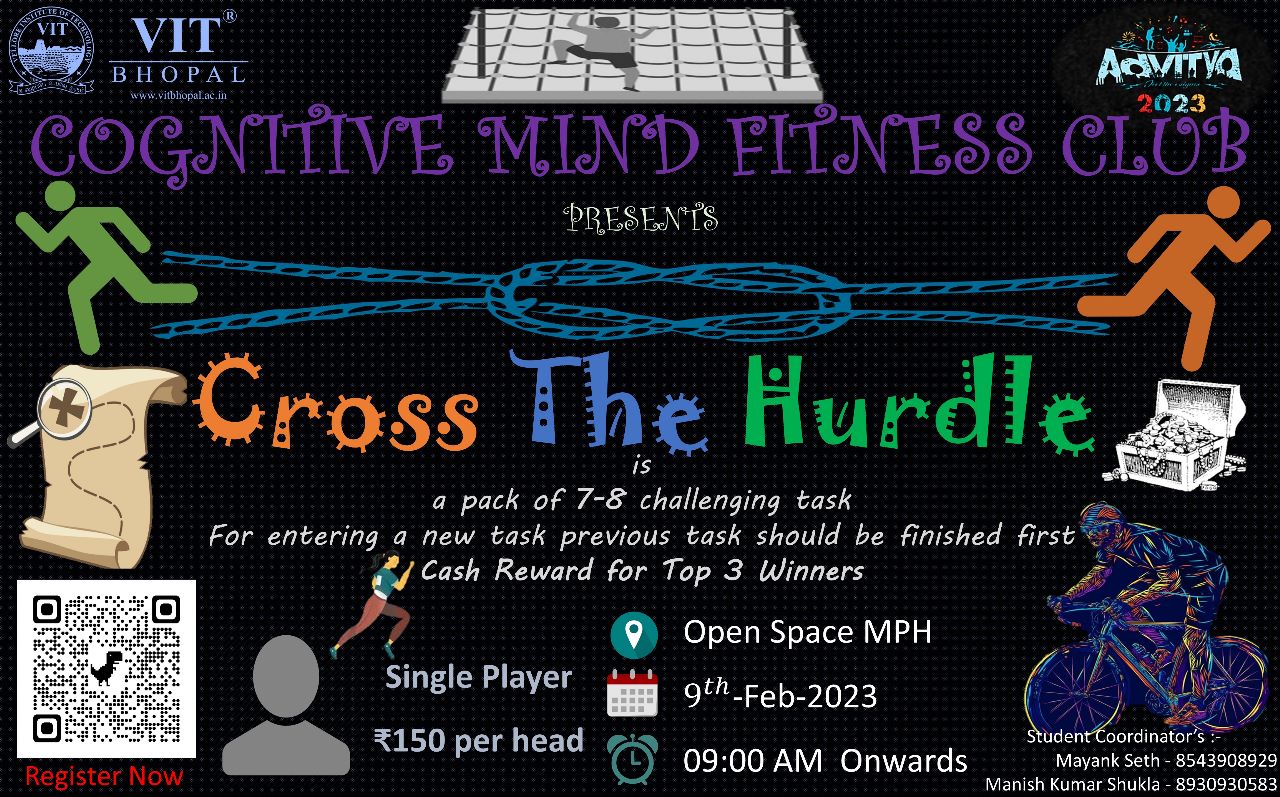 VIT®
BHOPAL
www.vitbhopal.ac.in
VIT
AdVITYA
2023
COGNITIVE MIND FITNESS CLUB
PRESENTS
Cross The Hurdle
is
a pack of 7-8 challenging task
For entering a new task previous task should be finished first
Cash Reward for Top 3 Winners
Open Space MPH
Single Player
9th-Feb-2023
₹150 per head
09:00 AM Onwards
Register Now
Student Coordinator's :-
Mayank Seth - 8543908929
Manish Kumar Shukla - 8930930583